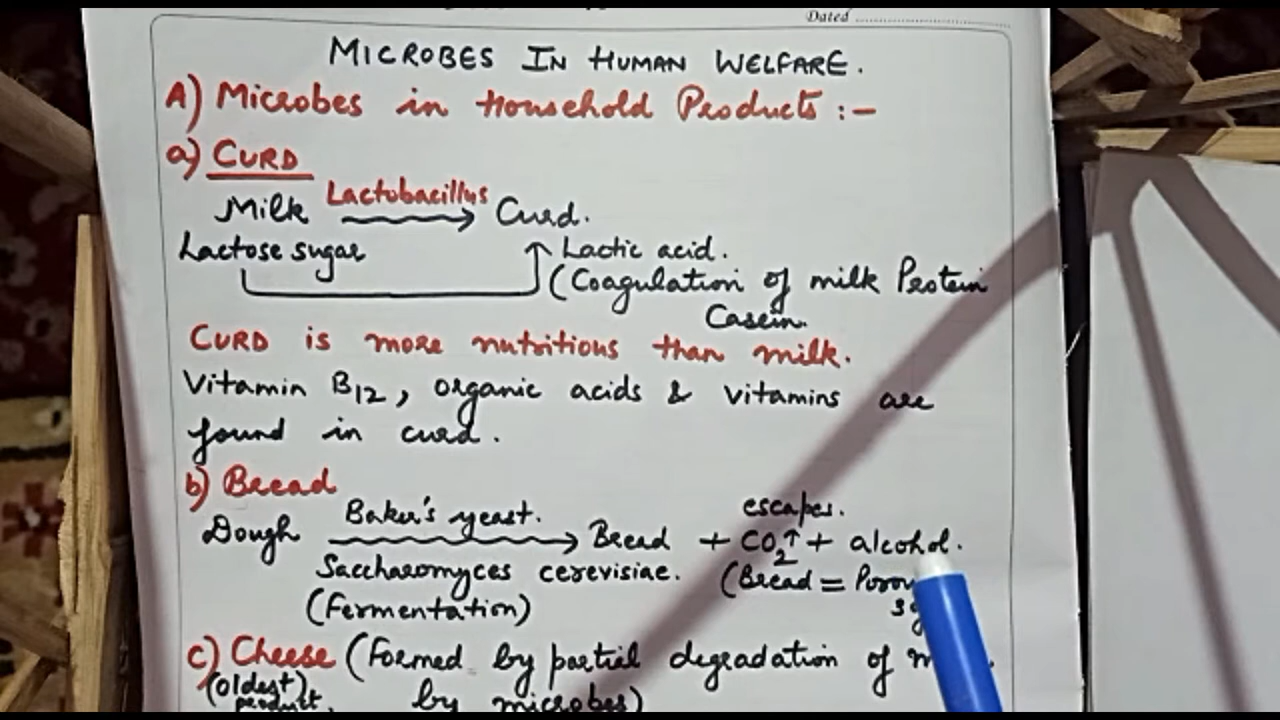 Dated
MICROBES IN HUMAN WELFARE.
A) Microbes in Household Products :-
a) CURD
Milk Lactobacillus → Curd.
Lactose sugar ↑ Lactic acid.
(Coagulation of milk Protein
Casein.
CURD is more nutritious than milk.
Vitamin B12, organic acids & vitamins are
found in curd.
b) Bread
Baker's yeast. escapes.
Dough → Bread + CO2↑ + alcohol.
Saccharomyces cerevisiae. (Bread =
(Fermentation)
c) Cheese (Formed by partial degradation of
(Oldest) by microbes)
product.